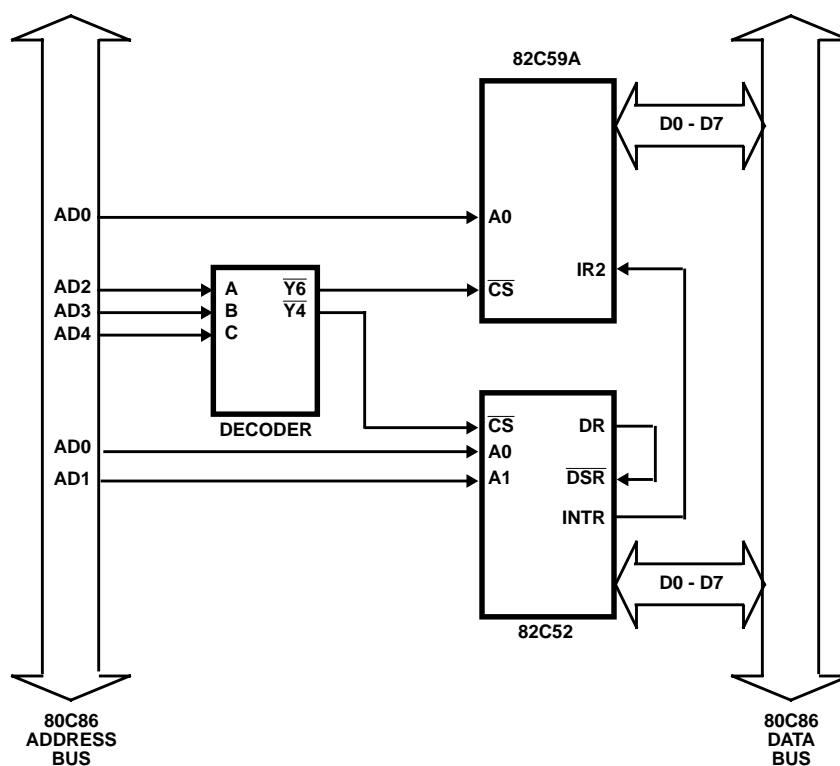 82C59A
D0 - D7
AD0
A0
IR2
AD2
AD3
AD4
A
B
C
Y6
Y4
CS
DECODER
AD0
AD1
CS
A0
A1
DR
DSR
INTR
D0 - D7
82C52
80C86
ADDRESS
BUS
80C86
DATA
BUS